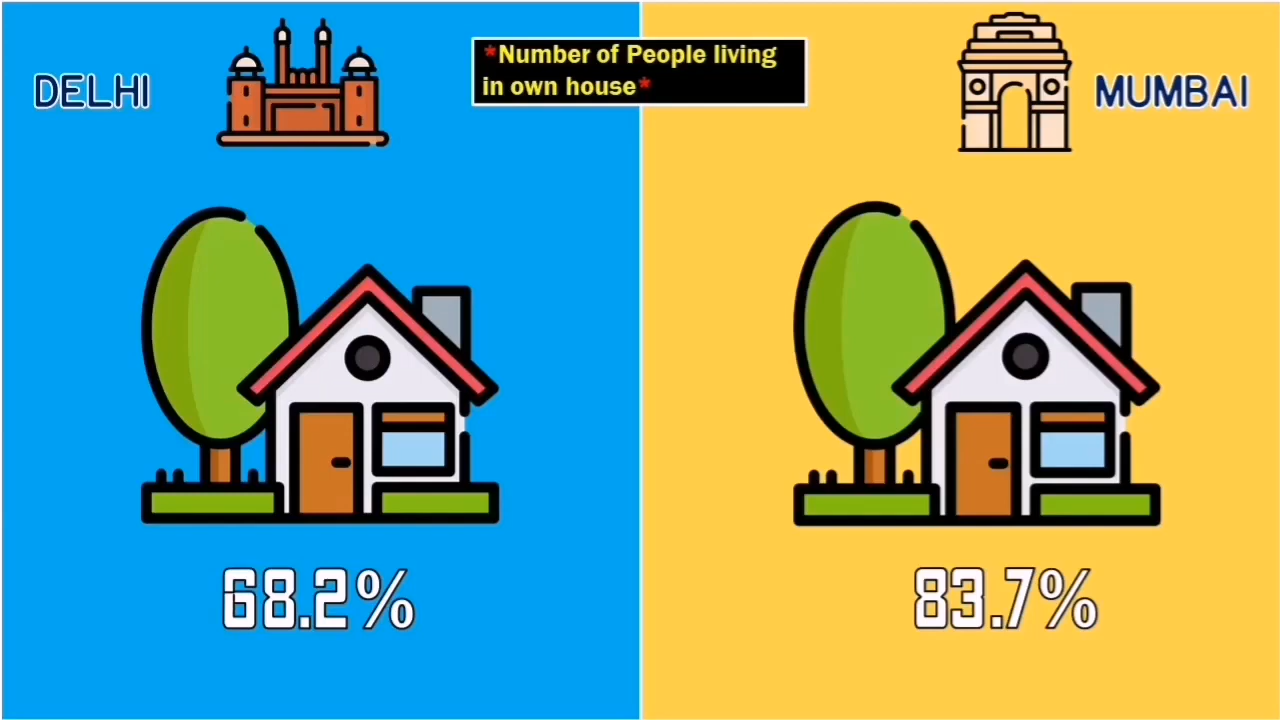 DELHI
*Number of People living
in own house*
MUMBAI
68.2%
83.7%